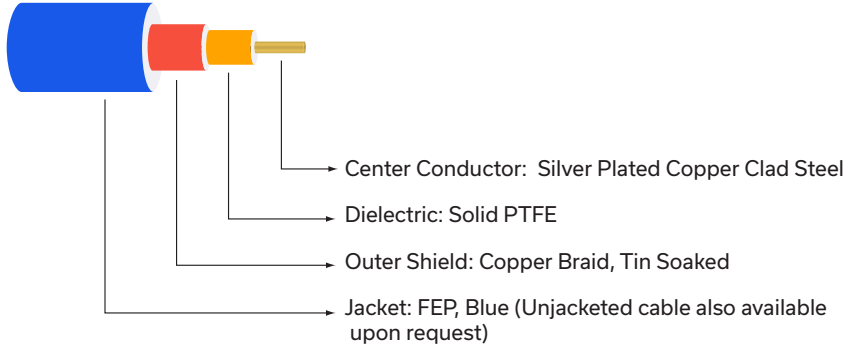 Center Conductor:  Silver Plated Copper Clad Steel
Dielectric: Solid PTFE
Outer Shield: Copper Braid, Tin Soaked
Jacket: FEP, Blue (Unjacketed cable also available
upon request)